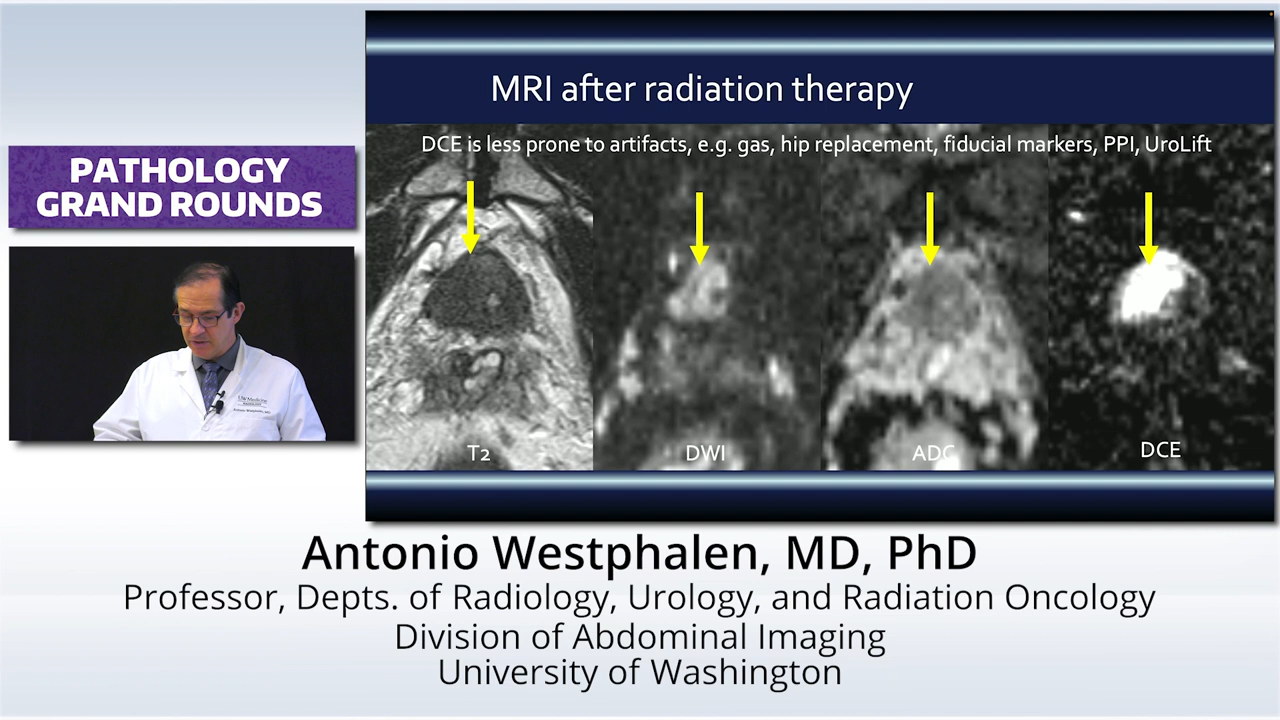 PATHOLOGY
GRAND ROUNDS
MRI after radiation therapy
DCE is less prone to artifacts, e.g. gas, hip replacement, fiducial markers, PPI, UroLift
T2
DWI
ADC
DCE
UW Medicine
Antonio Westphalen, MD, PhD
Professor, Depts. of Radiology, Urology, and Radiation Oncology
Division of Abdominal Imaging
University of Washington